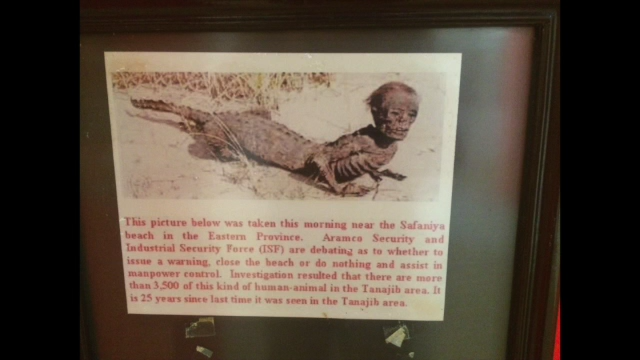 This picture below was taken this morning near the Safaniya
beach in the Eastern Province. Aramco Security and
Industrial Security Force (ISF) are debating as to whether to
issue a warning, close the beach or do nothing and assist in
manpower control. Investigation resulted that there are more
than 3,500 of this kind of human-animal in the Tanajib area. It
is 25 years since last time it was seen in the Tanajib area.